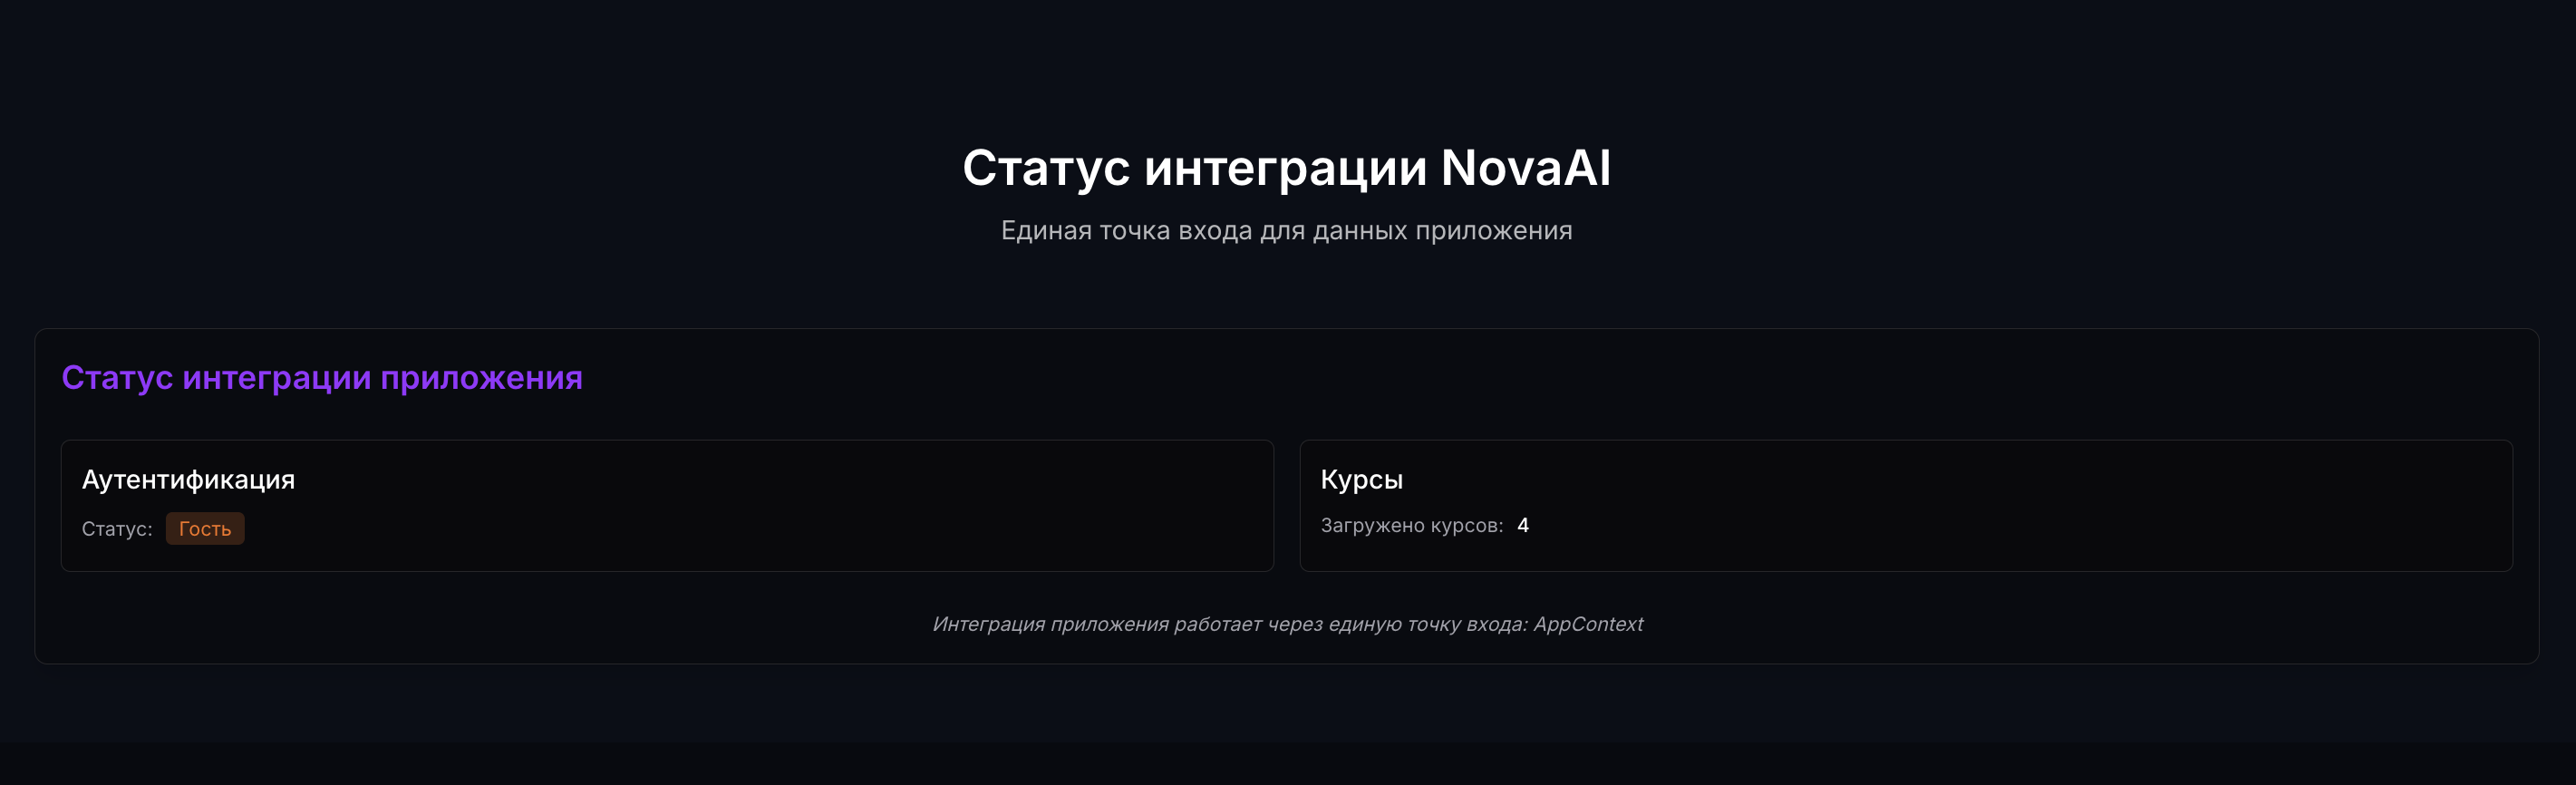 Статус интеграции NovaAI
Единая точка входа для данных приложения
Статус интеграции приложения
Аутентификация
Статус: Гость
Курсы
Загружено курсов: 4
Интеграция приложения работает через единую точку входа: AppContext